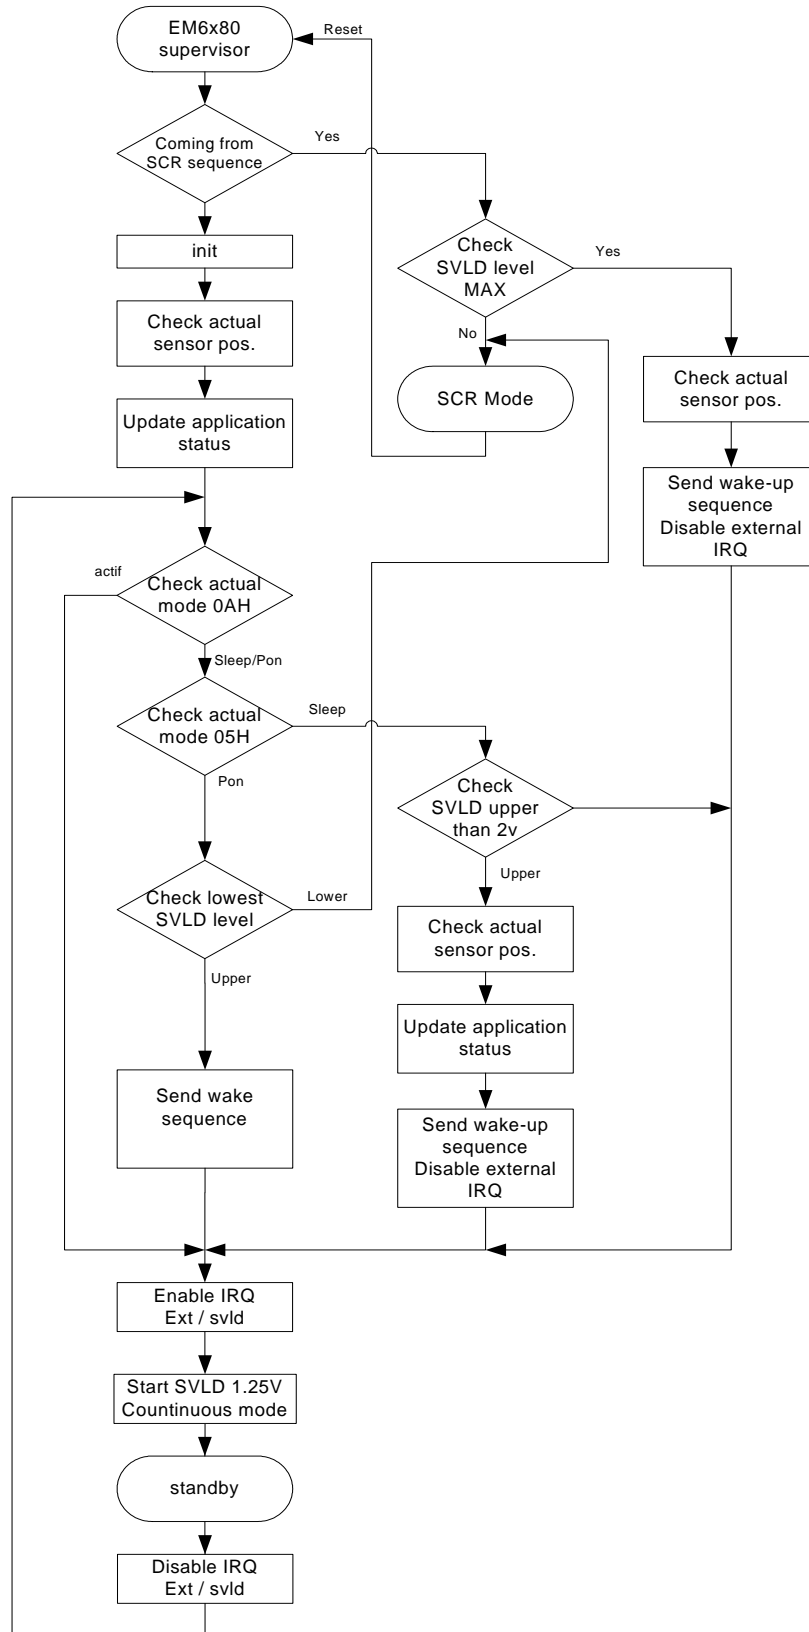 EM6x80
supervisor
Reset
Coming from
SCR sequence
Yes
init
Check
SVLD level
MAX
Yes
No
Check actual
sensor pos.
SCR Mode
Check actual
sensor pos.
Update application
status
Send wake-up
sequence
Disable external
IRQ
actif
Check actual
mode 0AH
Sleep/Pon
Check actual
mode 05H
Sleep
Pon
Check
SVLD upper
than 2v
Upper
Check lowest
SVLD level
Lower
Upper
Check actual
sensor pos.
Update application
status
Send wake
sequence
Send wake-up
sequence
Disable external
IRQ
Enable IRQ
Ext / svld
Start SVLD 1.25V
Countinuous mode
standby
Disable IRQ
Ext / svld